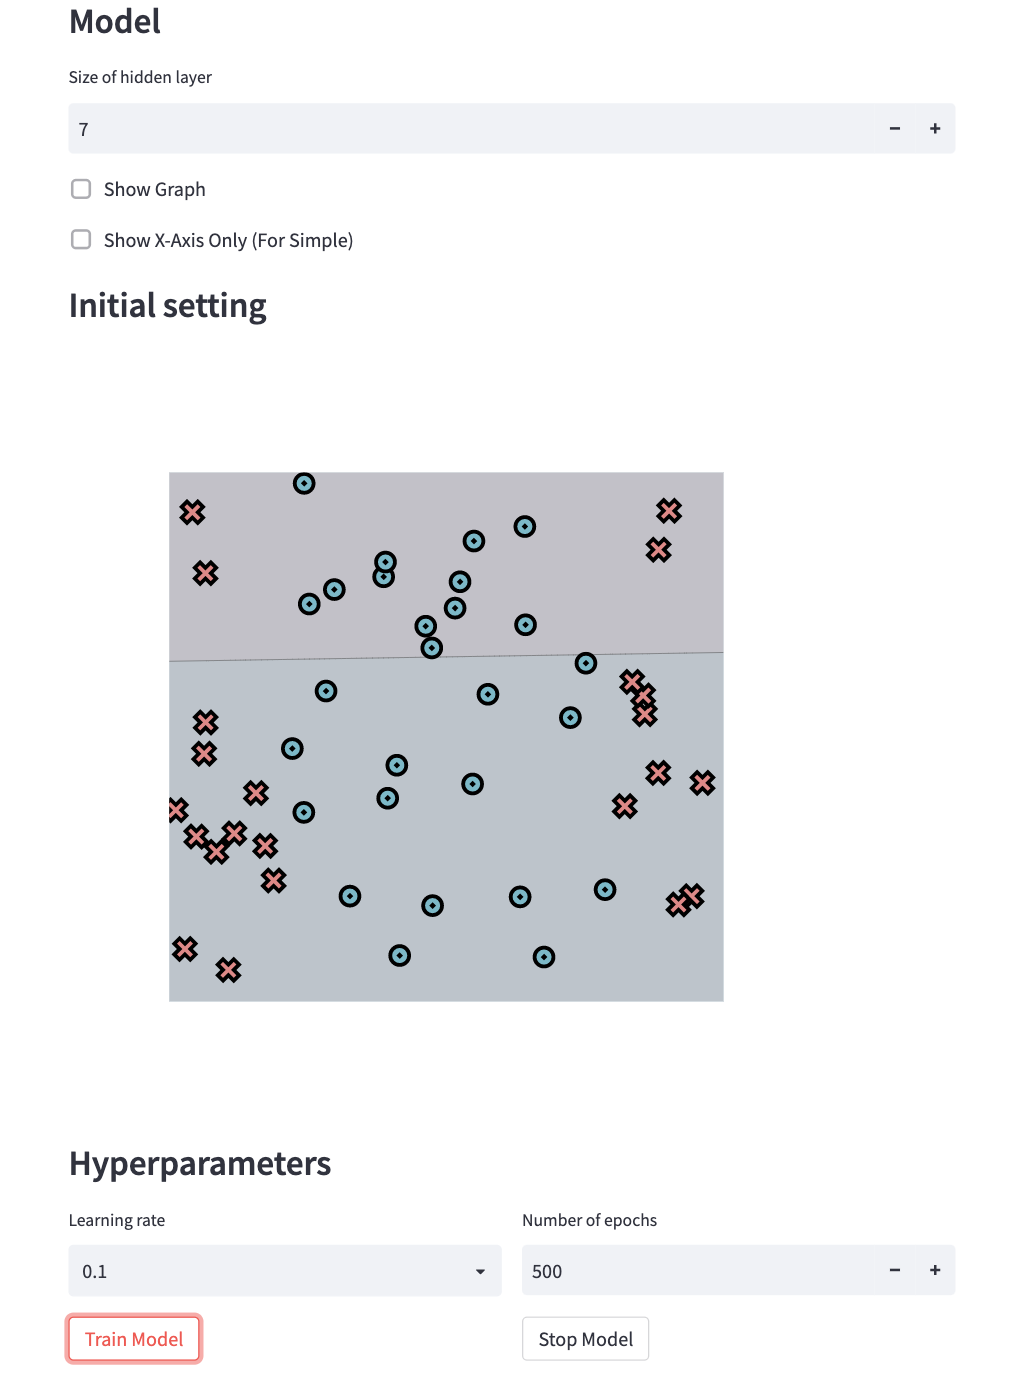 Model
Size of hidden layer
7
Show Graph
Show X-Axis Only (For Simple)
Initial setting
Hyperparameters
Learning rate
Number of epochs
0.1
500
Train Model
Stop Model